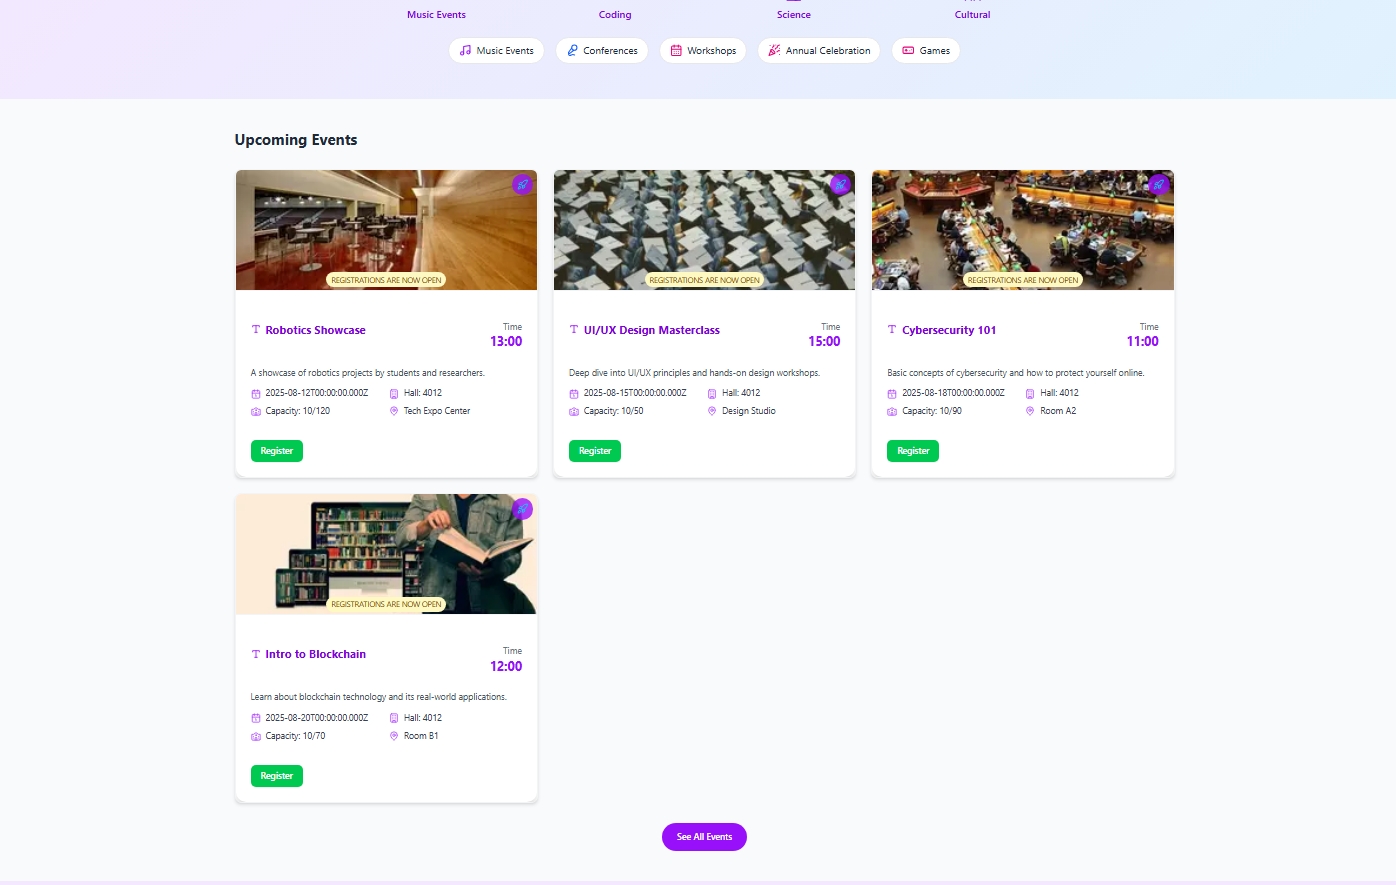 Music Events Coding Science Cultural
Music Events Conferences Workshops Annual Celebration Games
Upcoming Events
REGISTRATIONS ARE NOW OPEN
Robotics Showcase
Time
13:00
A showcase of robotics projects by students and researchers.
2025-08-12T00:00:00.000Z Hall: 4012
Capacity: 10/120 Tech Expo Center
Register
REGISTRATIONS ARE NOW OPEN
UI/UX Design Masterclass
Time
15:00
Deep dive into UI/UX principles and hands-on design workshops.
2025-08-15T00:00:00.000Z Hall: 4012
Capacity: 10/50 Design Studio
Register
REGISTRATIONS ARE NOW OPEN
Cybersecurity 101
Time
11:00
Basic concepts of cybersecurity and how to protect yourself online.
2025-08-18T00:00:00.000Z Hall: 4012
Capacity: 10/90 Room A2
Register
REGISTRATIONS ARE NOW OPEN
Intro to Blockchain
Time
12:00
Learn about blockchain technology and its real-world applications.
2025-08-20T00:00:00.000Z Hall: 4012
Capacity: 10/70 Room B1
Register
See All Events